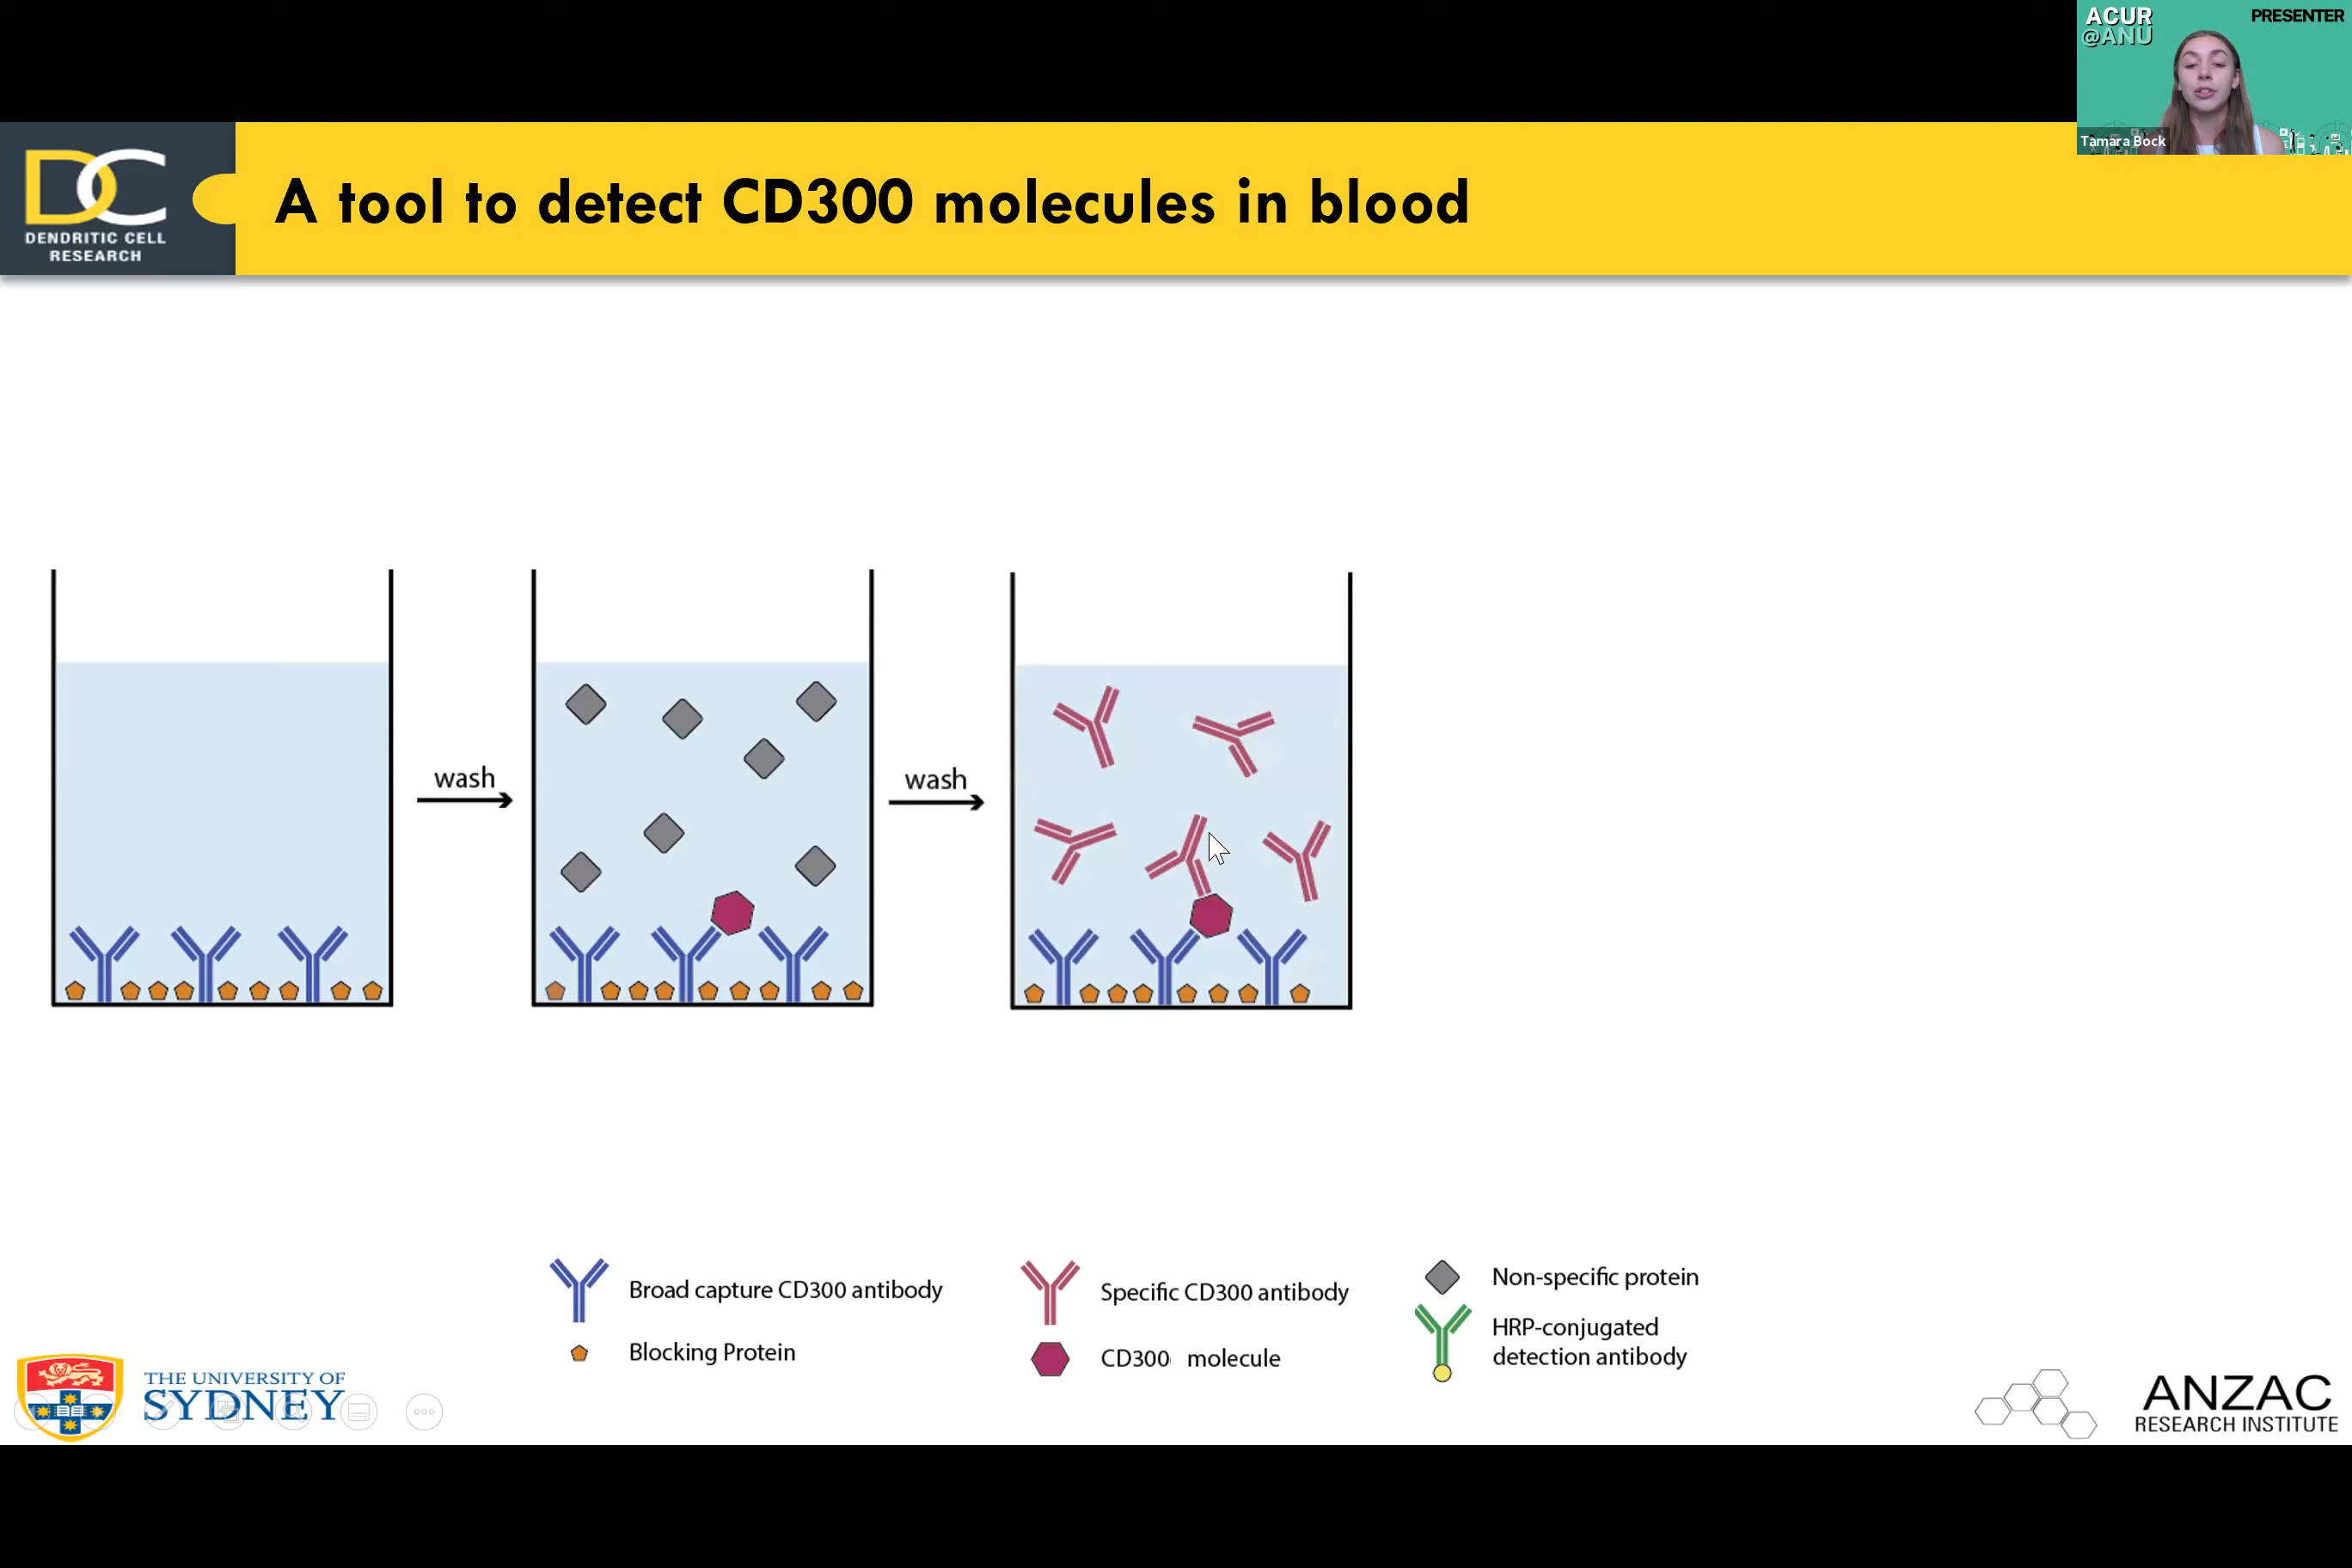 ACUR
@ANU
PRESENTER
Tamara Bock
DC
DENDRITIC CELL
RESEARCH
A tool to detect CD300 molecules in blood
wash
wash
Broad capture CD300 antibody
Blocking Protein
Specific CD300 antibody
CD300 molecule
Non-specific protein
HRP-conjugated
detection antibody
THE UNIVERSITY OF
SYDNEY
ANZAC
RESEARCH INSTITUTE